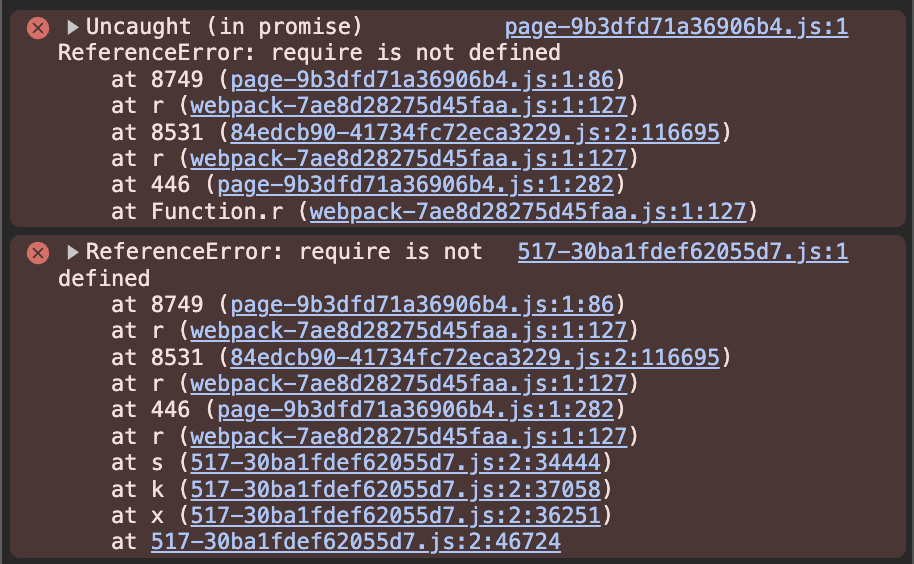 Uncaught (in promise) page-9b3dfd71a36906b4.js:1
ReferenceError: require is not defined
at 8749 (page-9b3dfd71a36906b4.js:1:86)
at r (webpack-7ae8d28275d45faa.js:1:127)
at 8531 (84edcb90-41734fc72eca3229.js:2:116695)
at r (webpack-7ae8d28275d45faa.js:1:127)
at 446 (page-9b3dfd71a36906b4.js:1:282)
at Function.r (webpack-7ae8d28275d45faa.js:1:127)
ReferenceError: require is not 517-30ba1fdef62055d7.js:1
defined
at 8749 (page-9b3dfd71a36906b4.js:1:86)
at r (webpack-7ae8d28275d45faa.js:1:127)
at 8531 (84edcb90-41734fc72eca3229.js:2:116695)
at r (webpack-7ae8d28275d45faa.js:1:127)
at 446 (page-9b3dfd71a36906b4.js:1:282)
at r (webpack-7ae8d28275d45faa.js:1:127)
at s (517-30ba1fdef62055d7.js:2:34444)
at k (517-30ba1fdef62055d7.js:2:37058)
at x (517-30ba1fdef62055d7.js:2:36251)
at 517-30ba1fdef62055d7.js:2:46724